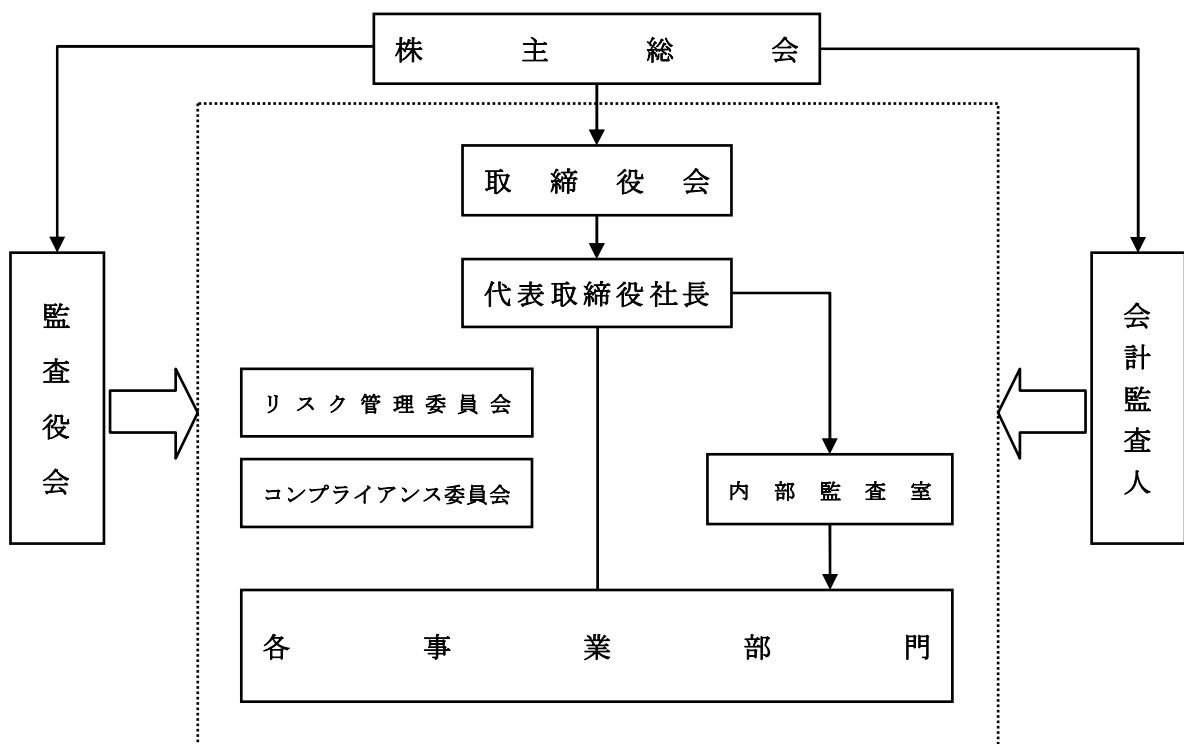 株主総会
取締役会
代表取締役社長
監査役会
会計監査人
リスク管理委員会
コンプライアンス委員会
内部監査室
各事業部門